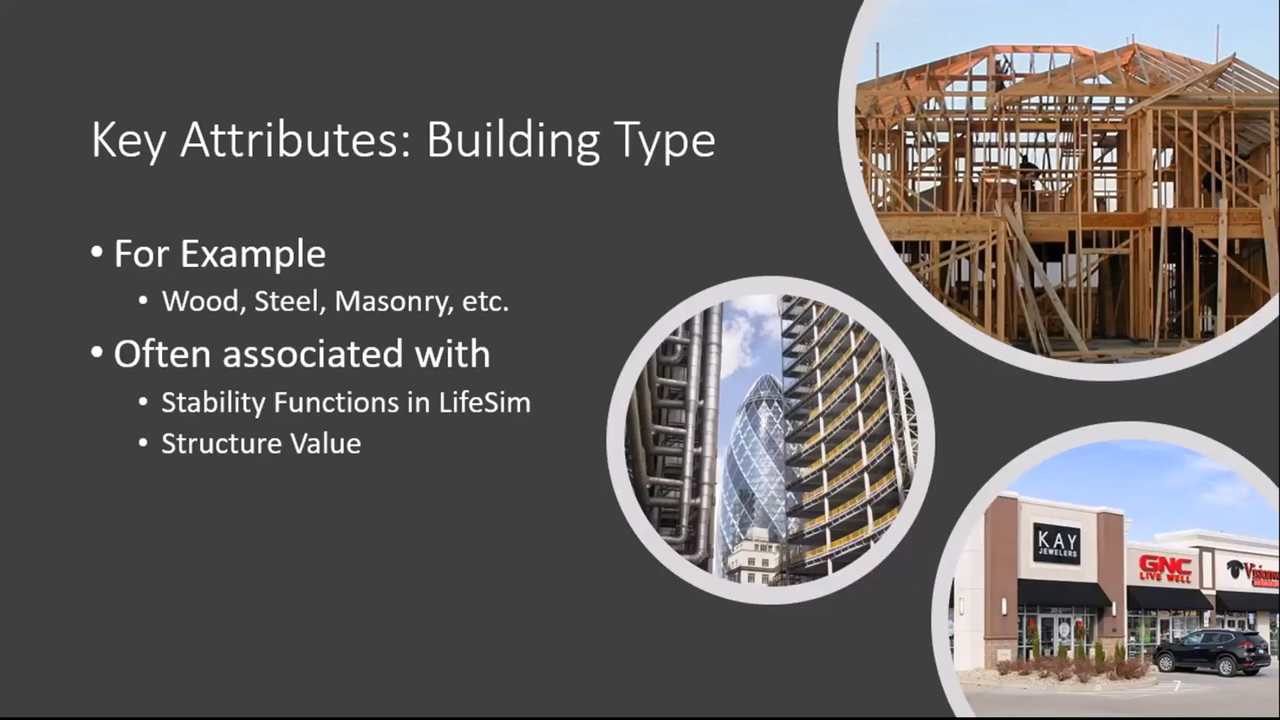 Key Attributes: Building Type
• For Example
• Wood, Steel, Masonry, etc.
• Often associated with
• Stability Functions in LifeSim
• Structure Value
KAY
JEWELERS
GNC
LIVE WELL
7